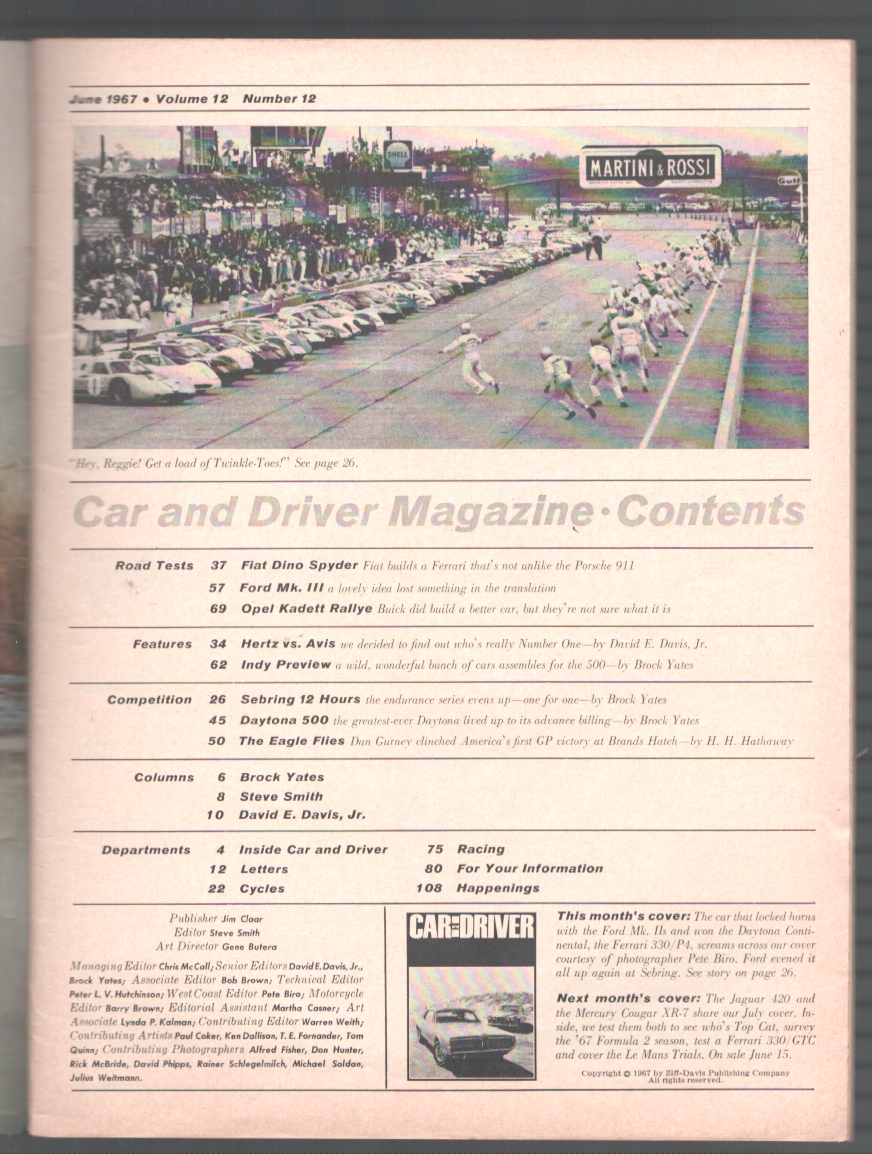 June 1967 • Volume 12 Number 12
SHELL
MARTINI & ROSSI
Gulf
"Hey, Reggie! Get a load of Twinkle-Toes!" See page 26.
Car and Driver Magazine · Contents
Road Tests 37 Fiat Dino Spyder Fiat builds a Ferrari that's not unlike the Porsche 911
57 Ford Mk. III a lovely idea lost something in the translation
69 Opel Kadett Rallye Buick did build a better car, but they're not sure what it is
Features 34 Hertz vs. Avis we decided to find out who's really Number One—by David E. Davis, Jr.
62 Indy Preview a wild, wonderful bunch of cars assembles for the 500—by Brock Yates
Competition 26 Sebring 12 Hours the endurance series evens up—one for one—by Brock Yates
45 Daytona 500 the greatest-ever Daytona lived up to its advance billing—by Brock Yates
50 The Eagle Flies Dan Gurney clinched America's first GP victory at Brands Hatch—by H. H. Hathaway
Columns 6 Brock Yates
8 Steve Smith
10 David E. Davis, Jr.
Departments 4 Inside Car and Driver 75 Racing
12 Letters 80 For Your Information
22 Cycles 108 Happenings
Publisher Jim Claar
Editor Steve Smith
Art Director Gene Butera
Managing Editor Chris McCall; Senior Editors David E. Davis, Jr.,
Brock Yates; Associate Editor Bob Brown; Technical Editor
Peter L. V. Hutchinson; West Coast Editor Pete Biro; Motorcycle
Editor Barry Brown; Editorial Assistant Martha Casner; Art
Associate Lynda P. Kalman; Contributing Editor Warren Weith;
Contributing Artists Paul Coker, Ken Dallison, T. E. Fornander, Tom
Quinn; Contributing Photographers Alfred Fisher, Don Hunter,
Rick McBride, David Phipps, Rainer Schlegelmilch, Michael Soldan,
Julius Weitmann.
CAR AND DRIVER
This month's cover: The car that locked horns
with the Ford Mk. IIs and won the Daytona Conti-
nental, the Ferrari 330/P4, screams across our cover
courtesy of photographer Pete Biro. Ford evened it
all up again at Sebring. See story on page 26.
Next month's cover: The Jaguar 420 and
the Mercury Cougar XR-7 share our July cover. In-
side, we test them both to see who's Top Cat, survey
the '67 Formula 2 season, test a Ferrari 330/GTC
and cover the Le Mans Trials. On sale June 15.
Copyright © 1967 by Ziff-Davis Publishing Company
All rights reserved.